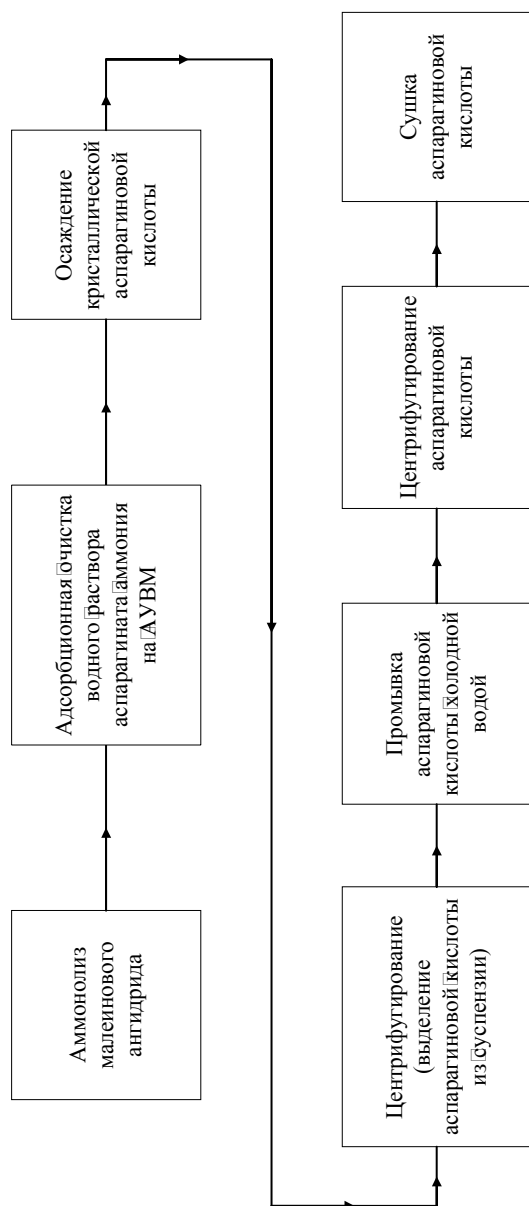 Аммонолиз
малеинового
ангидрида
Адсорбционная очистка
водного раствора
аспарагината аммония
на АУВМ
Осаждение
кристаллической
аспарагиновой
кислоты
Центрифугирование
(выделение
аспарагиновой кислоты
из суспензии)
Промывка
аспарагиновой
кислоты холодной
водой
Центрифугирование
аспарагиновой
кислоты
Сушка
аспарагиновой
кислоты